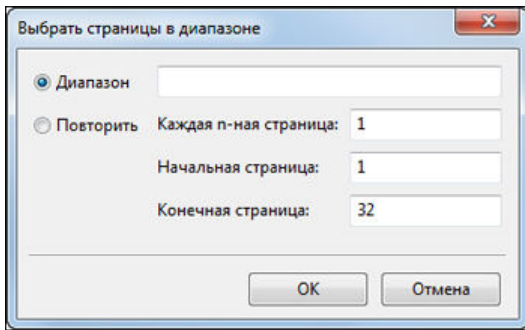 Выбрать страницы в диапазоне
Диапазон
Повторить Каждая n-ная страница: 1
Начальная страница: 1
Конечная страница: 32
OK Отмена